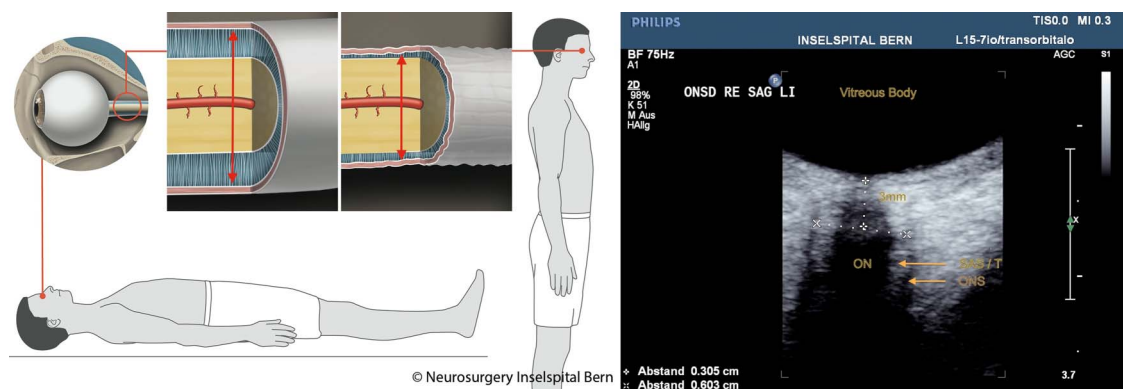 © Neurosurgery Inselspital Bern
PHILIPS
TIS0.0 MI 0.3
INSELSPITAL BERN
L15-7io/transorbitalo
BF 75Hz
A1
AGC
S1
2D
98%
K 51
M Aus
HAllg
P
ONSD RE SAG LI
Vitreous Body
3mm
X
ON
/ T
ONS
Abstand 0.305 cm
Abstand 0.603 cm
3.7